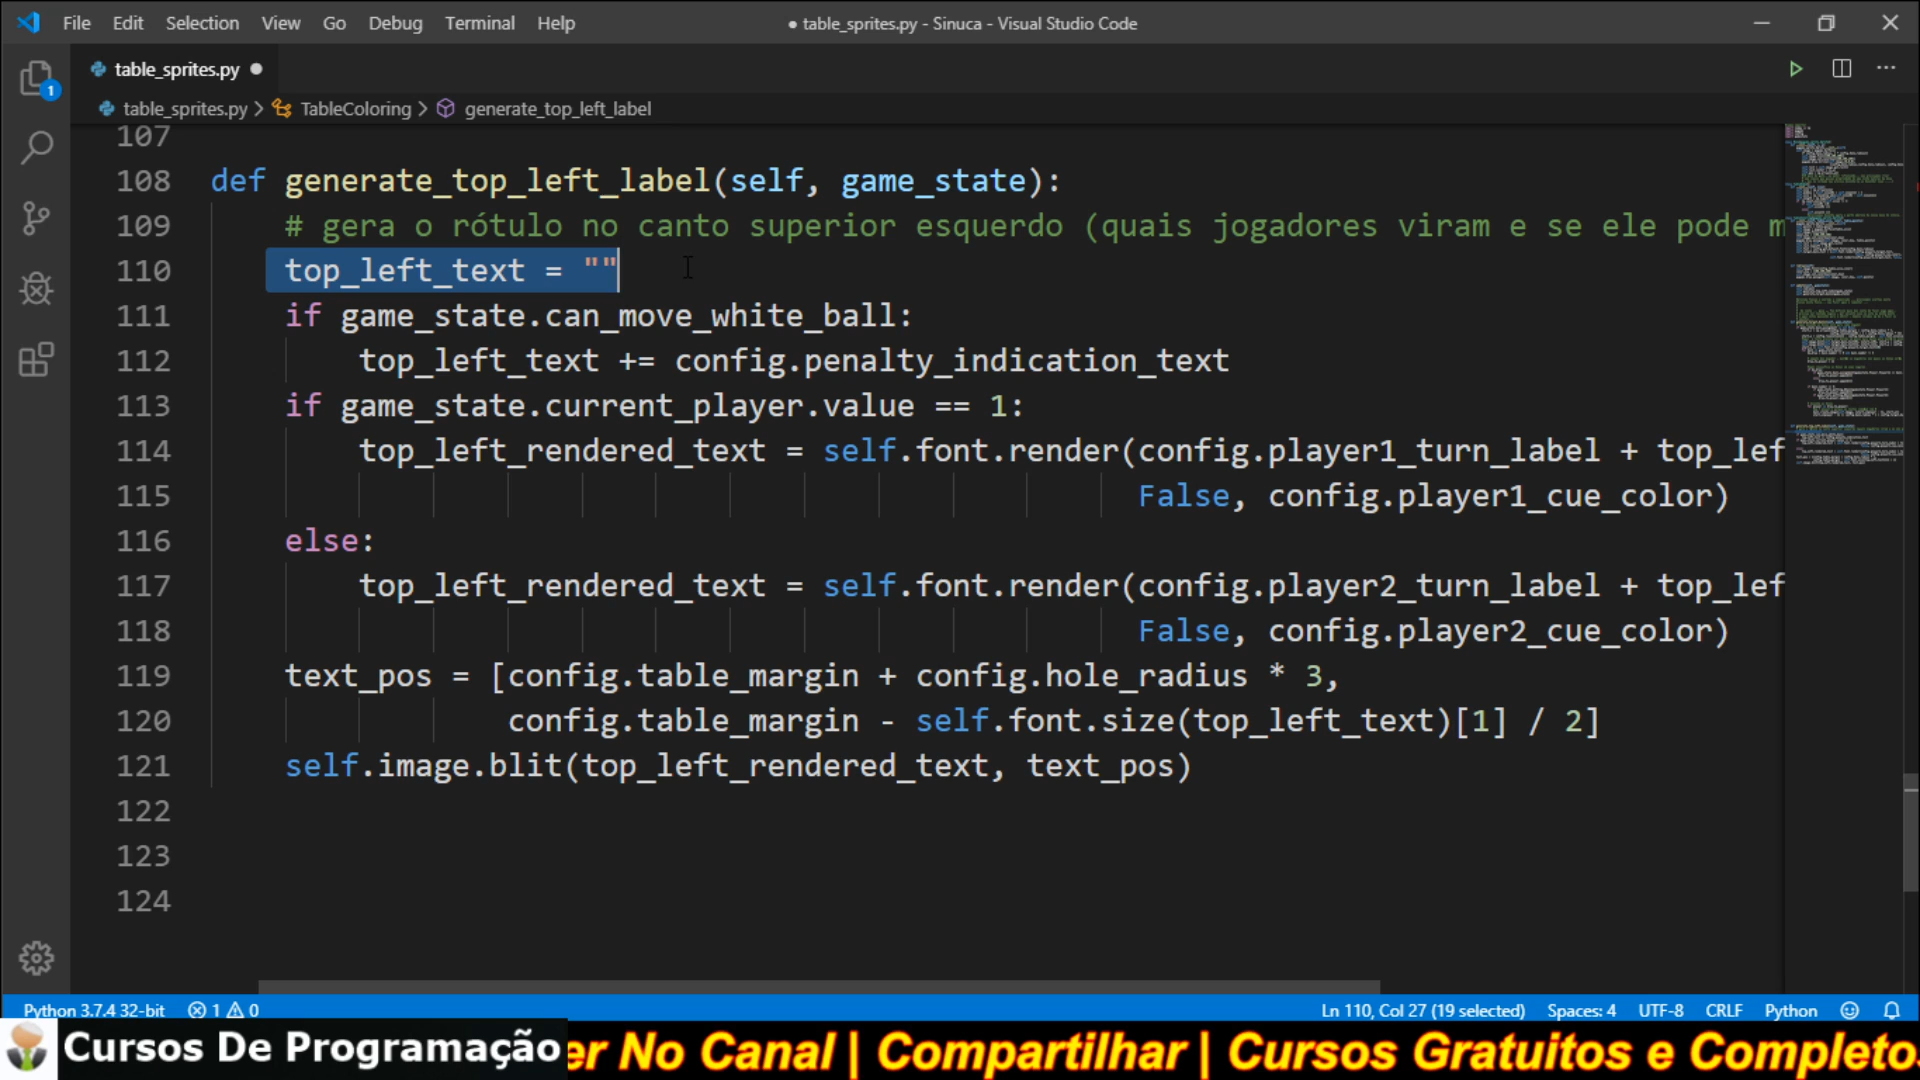 File Edit Selection View Go Debug Terminal Help
● table_sprites.py - Sinuca - Visual Studio Code
table_sprites.py ●
table_sprites.py > TableColoring > generate_top_left_label
1
107
108 def generate_top_left_label(self, game_state):
109 # gera o rótulo no canto superior esquerdo (quais jogadores viram e se ele pode m
110 top_left_text = ""
111 if game_state.can_move_white_ball:
112 top_left_text += config.penalty_indication_text
113 if game_state.current_player.value == 1:
114 top_left_rendered_text = self.font.render(config.player1_turn_label + top_lef
115 False, config.player1_cue_color)
116 else:
117 top_left_rendered_text = self.font.render(config.player2_turn_label + top_lef
118 False, config.player2_cue_color)
119 text_pos = [config.table_margin + config.hole_radius * 3,
120 config.table_margin - self.font.size(top_left_text)[1] / 2]
121 self.image.blit(top_left_rendered_text, text_pos)
122
123
124
Python 3.7.4 32-bit 1 0 Ln 110, Col 27 (19 selected) Spaces: 4 UTF-8 CRLF Python
Cursos De Programação er No Canal | Compartilhar | Cursos Gratuitos e Completo